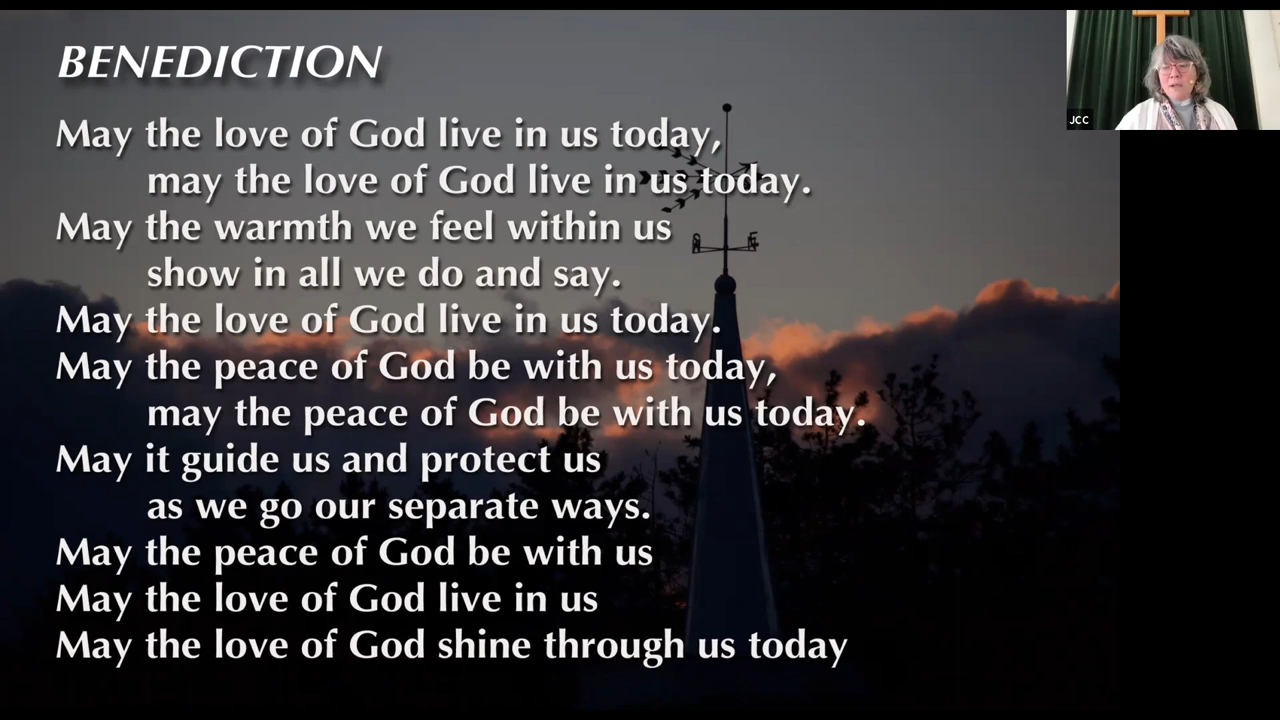 BENEDICTION
May the love of God live in us today,
may the love of God live in us today.
May the warmth we feel within us
show in all we do and say.
May the love of God live in us today.
May the peace of God be with us today,
may the peace of God be with us today.
May it guide us and protect us
as we go our separate ways.
May the peace of God be with us
May the love of God live in us
May the love of God shine through us today
JCC